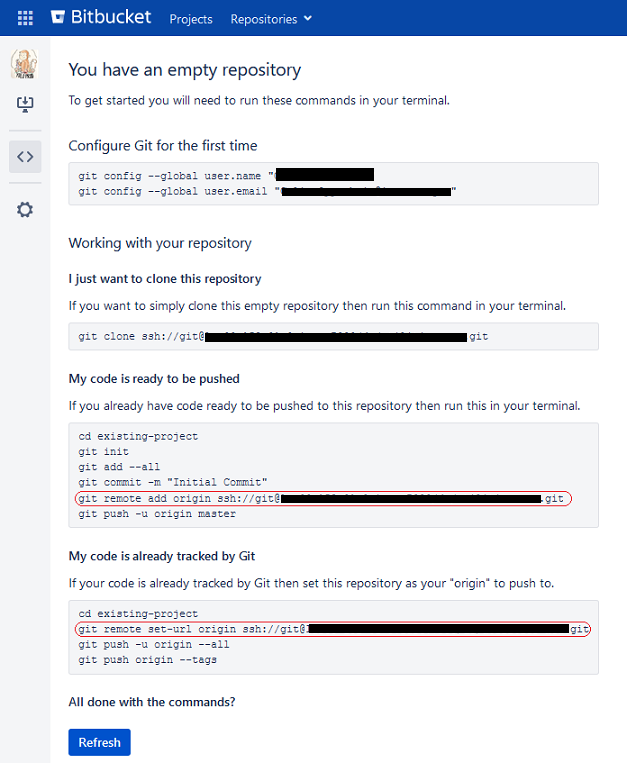 Bitbucket Projects Repositories
You have an empty repository
To get started you will need to run these commands in your terminal.
Configure Git for the first time
git config --global user.name "
git config --global user.email " "
Working with your repository
I just want to clone this repository
If you want to simply clone this empty repository then run this command in your terminal.
git clone ssh://git@ git
My code is ready to be pushed
If you already have code ready to be pushed to this repository then run this in your terminal.
cd existing-project
git init
git add --all
git commit -m "Initial Commit"
git remote add origin ssh://git@ .git
git push -u origin master
My code is already tracked by Git
If your code is already tracked by Git then set this repository as your "origin" to push to.
cd existing-project
git remote set-url origin ssh://git@ git
git push -u origin --all
git push origin --tags
All done with the commands?
Refresh